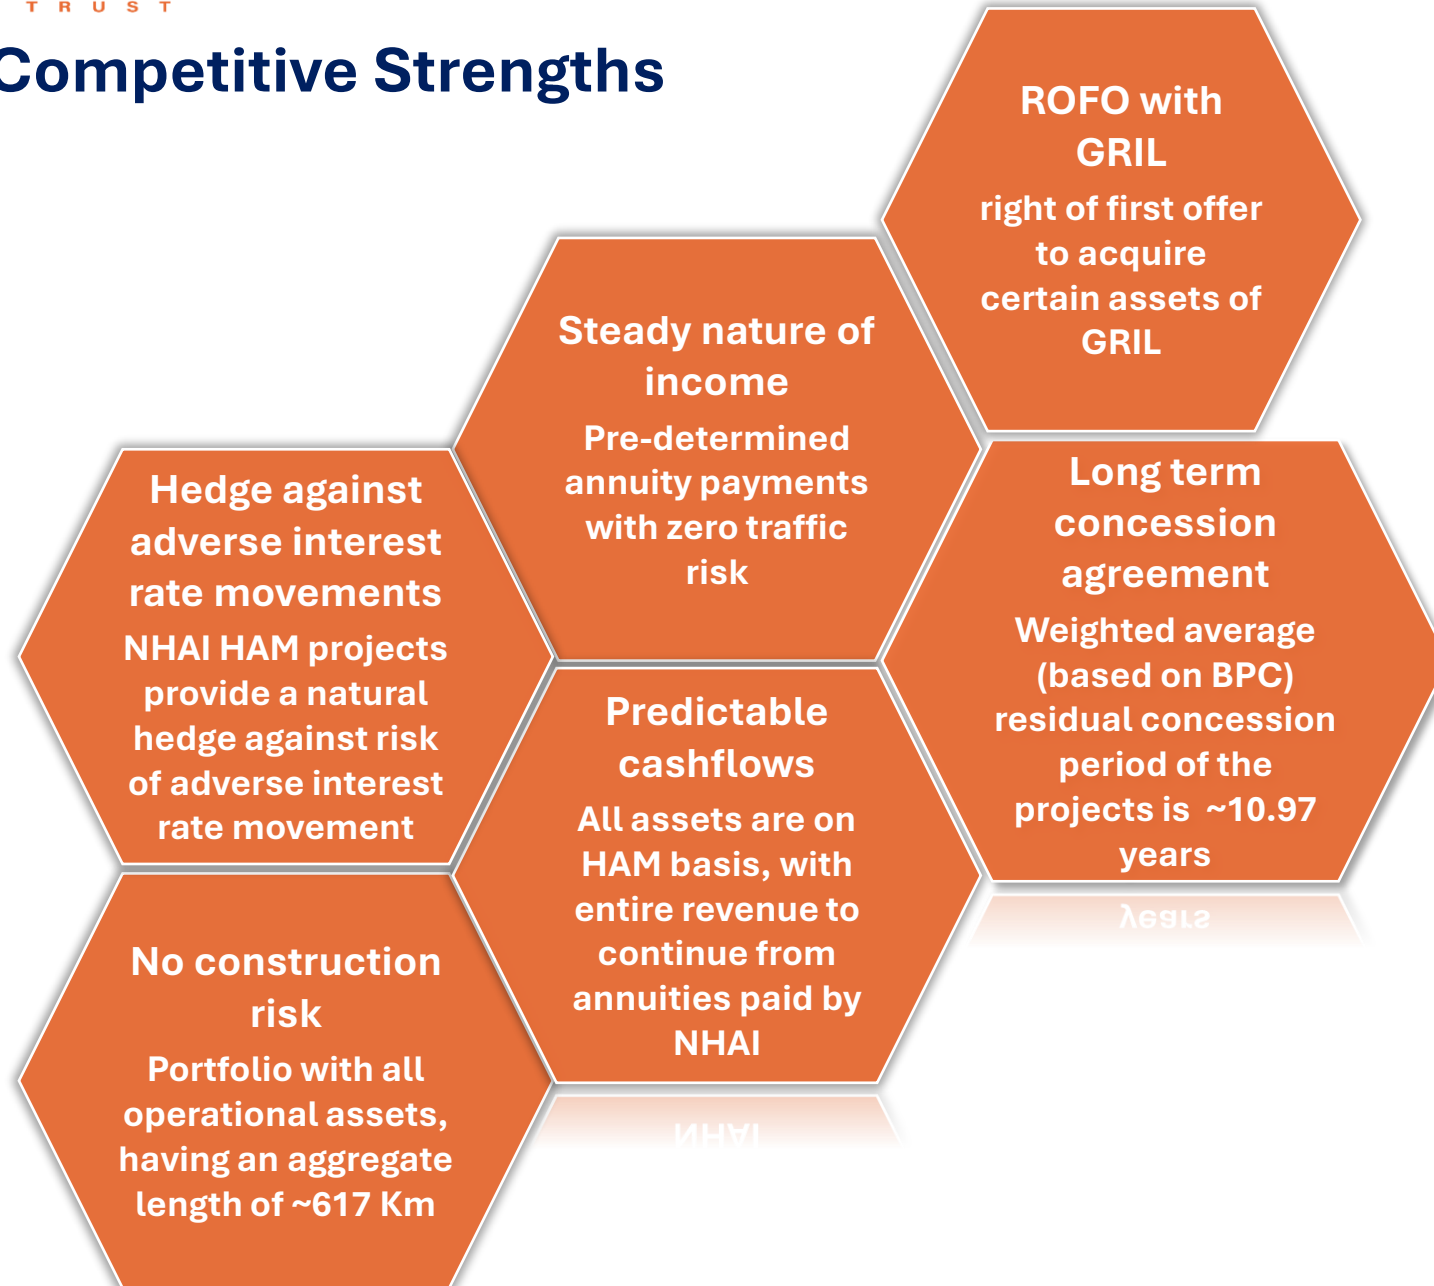 TRUST
Competitive Strengths
ROFO with
GRIL
right of first offer
to acquire
certain assets of
GRIL
Steady nature of
income
Pre-determined
annuity payments
with zero traffic
risk
Long term
concession
agreement
Weighted average
(based on BPC)
residual concession
period of the
projects is ~10.97
years
Hedge against
adverse interest
rate movements
NHAI HAM projects
provide a natural
hedge against risk
of adverse interest
rate movement
Predictable
cashflows
All assets are on
HAM basis, with
entire revenue to
continue from
annuities paid by
NHAI
No construction
risk
Portfolio with all
operational assets,
having an aggregate
length of ~617 Km